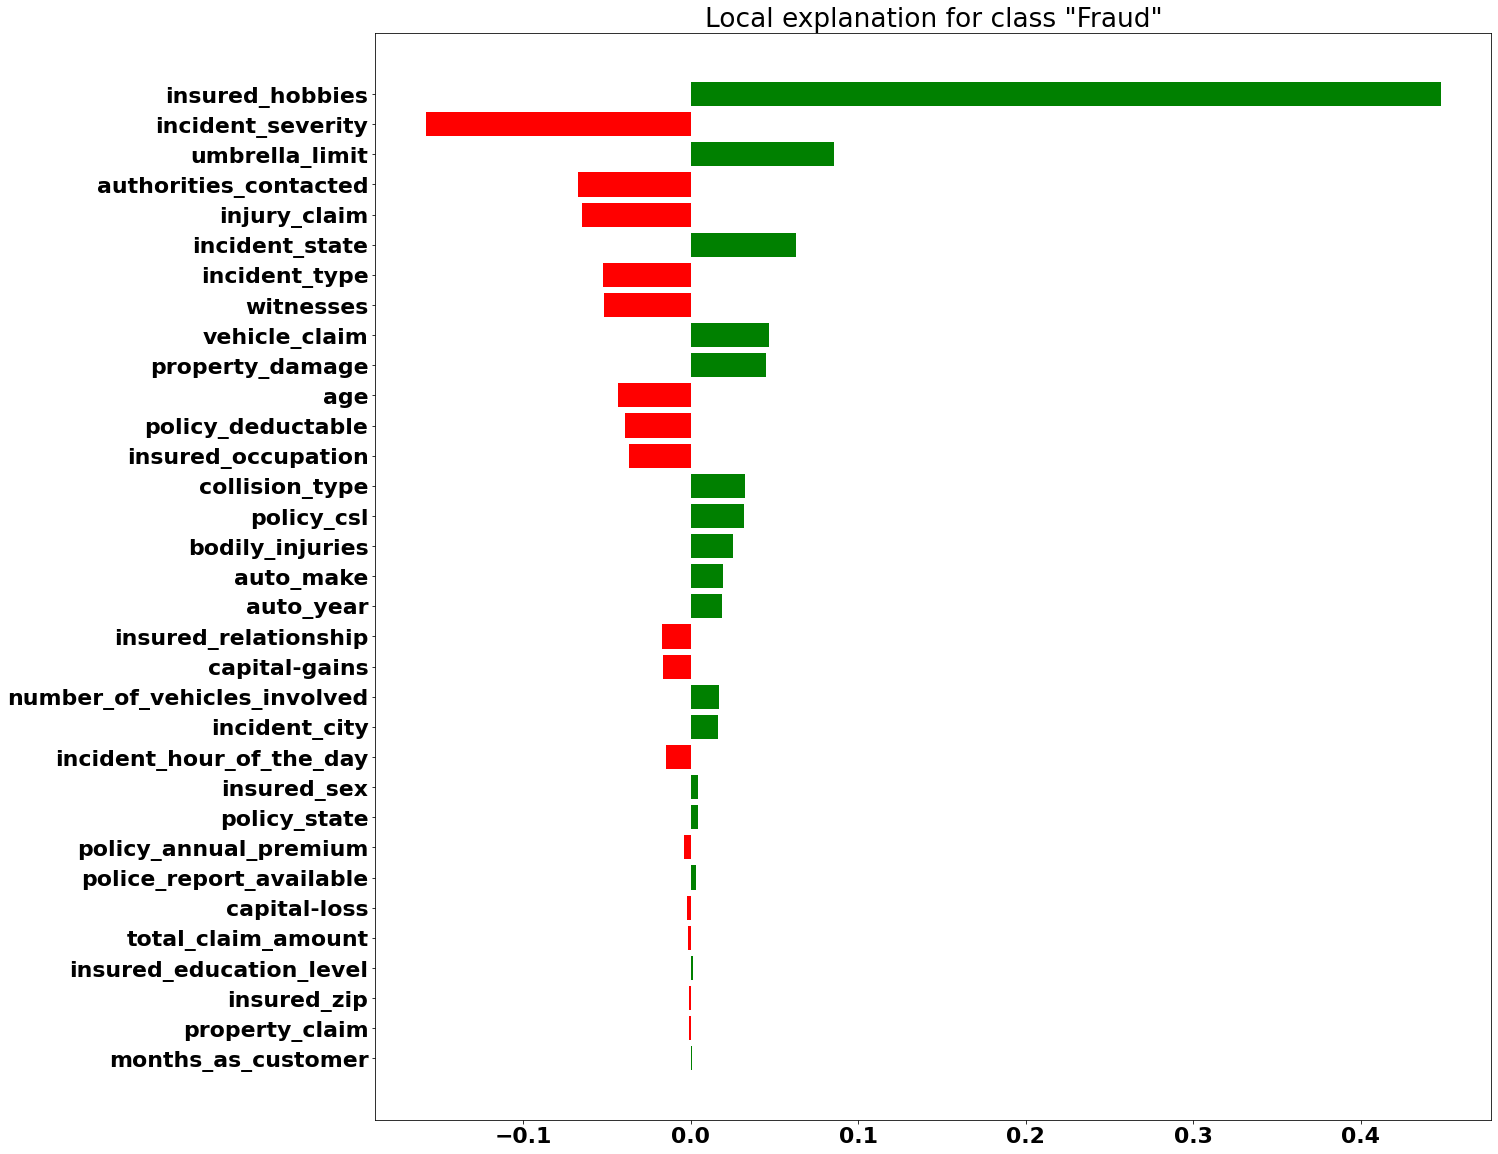 Local explanation for class "Fraud"
insured_hobbies
incident_severity
umbrella_limit
authorities_contacted
injury_claim
incident_state
incident_type
witnesses
vehicle_claim
property_damage
age
policy_deductable
insured_occupation
collision_type
policy_csl
bodily_injuries
auto_make
auto_year
insured_relationship
capital-gains
number_of_vehicles_involved
incident_city
incident_hour_of_the_day
insured_sex
policy_state
policy_annual_premium
police_report_available
capital-loss
total_claim_amount
insured_education_level
insured_zip
property_claim
months_as_customer
−0.1 0.0 0.1 0.2 0.3 0.4